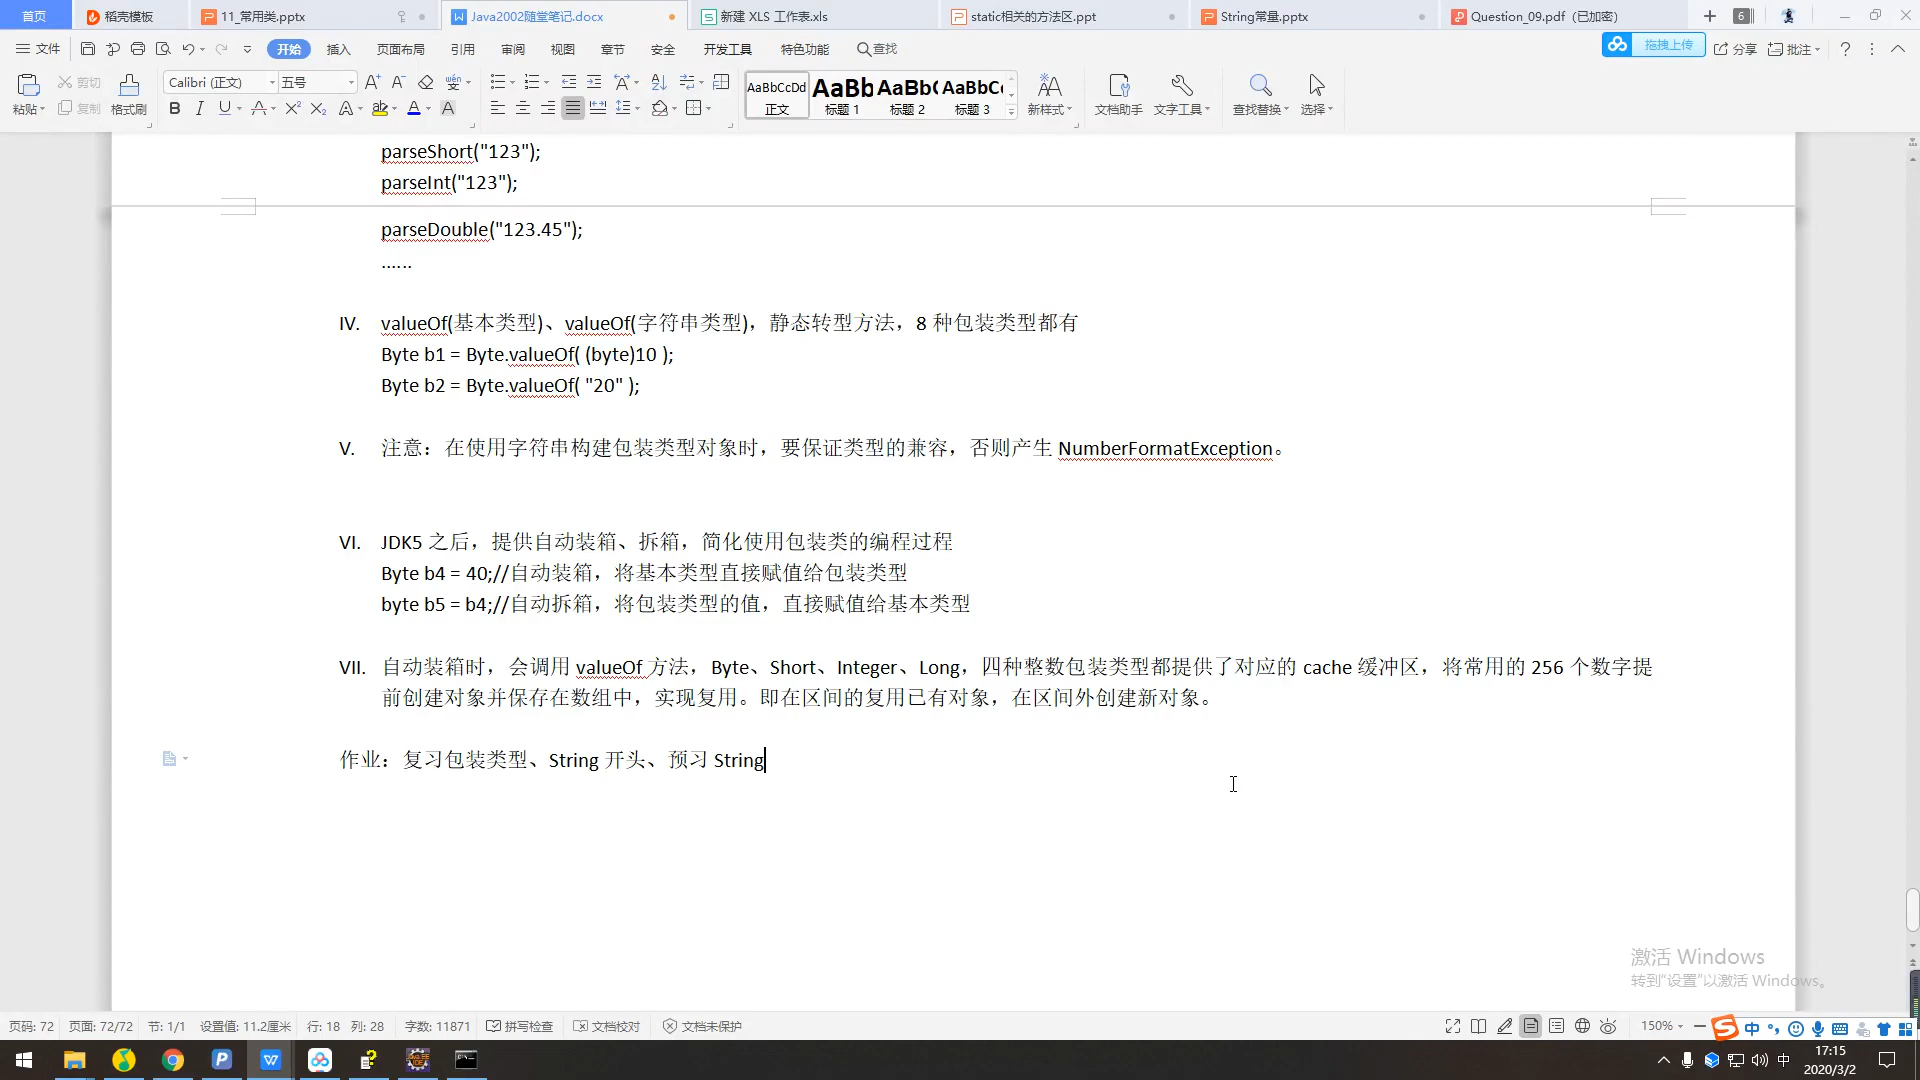 首页 稻壳模板 11_常用类.pptx Java2002随堂笔记.docx 新建 XLS 工作表.xls static相关的方法区.ppt String常量.pptx Question_09.pdf（已加密） 6
文件 开始 插入 页面布局 引用 审阅 视图 章节 安全 开发工具 特色功能 查找 拖拽上传 分享 批注
粘贴 剪切 复制 格式刷 Calibri (正文) 五号 AaBbCcDd 正文 AaBb 标题 1 AaBb( 标题 2 AaBbC 标题 3 新样式 文档助手 文字工具 查找替换 选择
parseShort("123");
parseInt("123");
parseDouble("123.45");
......
IV. valueOf(基本类型)、valueOf(字符串类型)，静态转型方法，8 种包装类型都有
Byte b1 = Byte.valueOf( (byte)10 );
Byte b2 = Byte.valueOf( "20" );
V. 注意：在使用字符串构建包装类型对象时，要保证类型的兼容，否则产生 NumberFormatException。
VI. JDK5 之后，提供自动装箱、拆箱，简化使用包装类的编程过程
Byte b4 = 40;//自动装箱，将基本类型直接赋值给包装类型
byte b5 = b4;//自动拆箱，将包装类型的值，直接赋值给基本类型
VII. 自动装箱时，会调用 valueOf 方法，Byte、Short、Integer、Long，四种整数包装类型都提供了对应的 cache 缓冲区，将常用的 256 个数字提
前创建对象并保存在数组中，实现复用。即在区间的复用已有对象，在区间外创建新对象。
作业：复习包装类型、String 开头、预习 String
激活 Windows
转到“设置”以激活 Windows。
页码: 72 页面: 72/72 节: 1/1 设置值: 11.2厘米 行: 18 列: 28 字数: 11871 拼写检查 文档校对 文档未保护 150% 中
中 17:15
2020/3/2